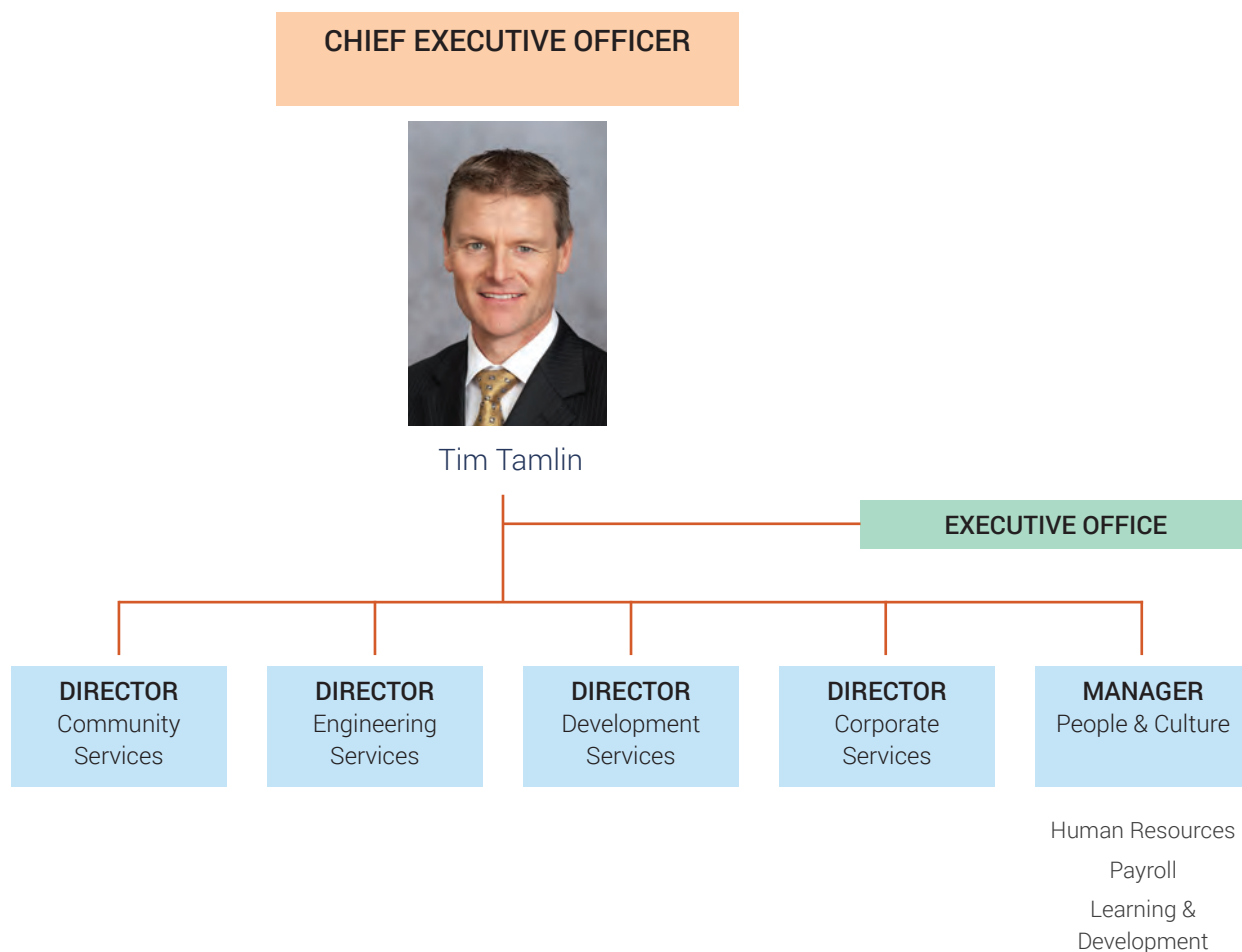 CHIEF EXECUTIVE OFFICER
Tim Tamlin
EXECUTIVE OFFICE
DIRECTOR
Community
Services
DIRECTOR
Engineering
Services
DIRECTOR
Development
Services
DIRECTOR
Corporate
Services
MANAGER
People & Culture
Human Resources
Payroll
Learning &
Development